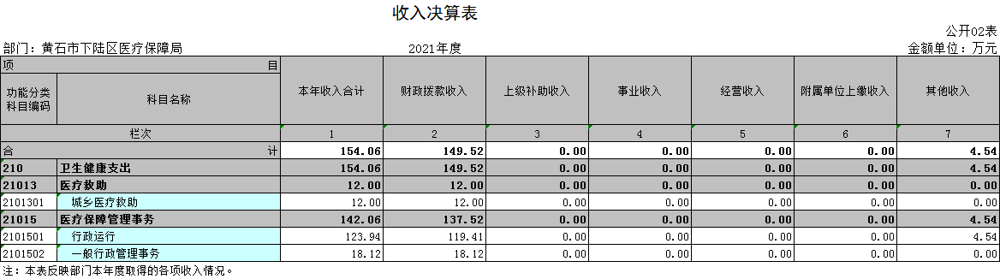 收入决算表
公开02表
部门：黄石市下陆区医疗保障局 2021年度 金额单位：万元
项 目 本年收入合计 财政拨款收入 上级补助收入 事业收入 经营收入 附属单位上缴收入 其他收入
功能分类科目编码 科目名称
栏次 1 2 3 4 5 6 7
合 计 154.06 149.52 0.00 0.00 0.00 0.00 4.54
210 卫生健康支出 154.06 149.52 0.00 0.00 0.00 0.00 4.54
21013 医疗救助 12.00 12.00 0.00 0.00 0.00 0.00 0.00
2101301 城乡医疗救助 12.00 12.00 0.00 0.00 0.00 0.00 0.00
21015 医疗保障管理事务 142.06 137.52 0.00 0.00 0.00 0.00 4.54
2101501 行政运行 123.94 119.41 0.00 0.00 0.00 0.00 4.54
2101502 一般行政管理事务 18.12 18.12 0.00 0.00 0.00 0.00 0.00
注：本表反映部门本年度取得的各项收入情况。